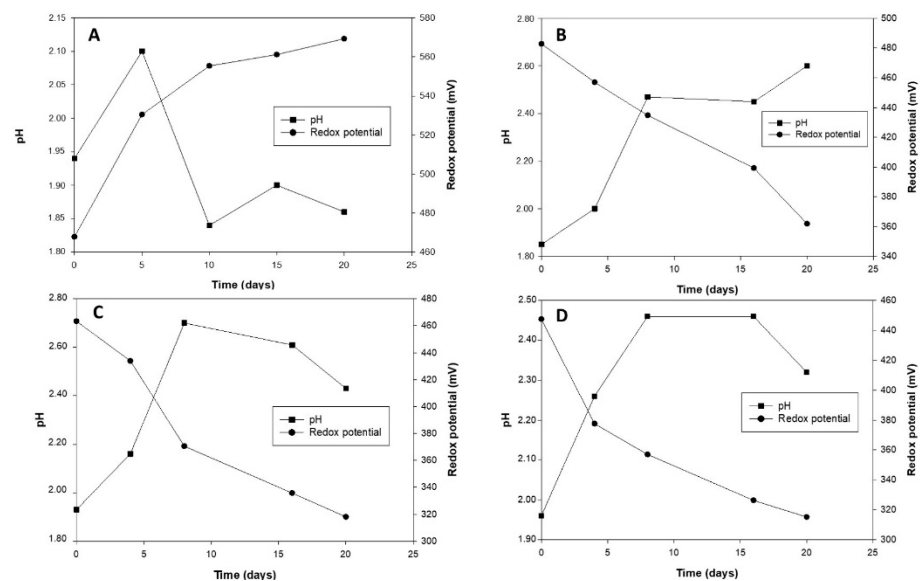 A
2.15
2.10
2.05
2.00
1.95
1.90
1.85
1.80
pH
580
560
540
520
500
480
460
Redox potential (mV)
pH
Redox potential
0 5 10 15 20 25
Time (days)
B
2.80
2.60
2.40
2.20
2.00
1.80
pH
500
480
460
440
420
400
380
360
340
Redox potential (mV)
pH
Redox potential
0 5 10 15 20 25
Time (days)
C
2.80
2.60
2.40
2.20
2.00
1.80
pH
480
460
440
420
400
380
360
340
320
300
Redox potential (mV)
pH
Redox potential
0 5 10 15 20 25
Time (days)
D
2.50
2.40
2.30
2.20
2.10
2.00
1.90
pH
460
440
420
400
380
360
340
320
300
Redox potential (mV)
pH
Redox potential
0 5 10 15 20 25
Time (days)